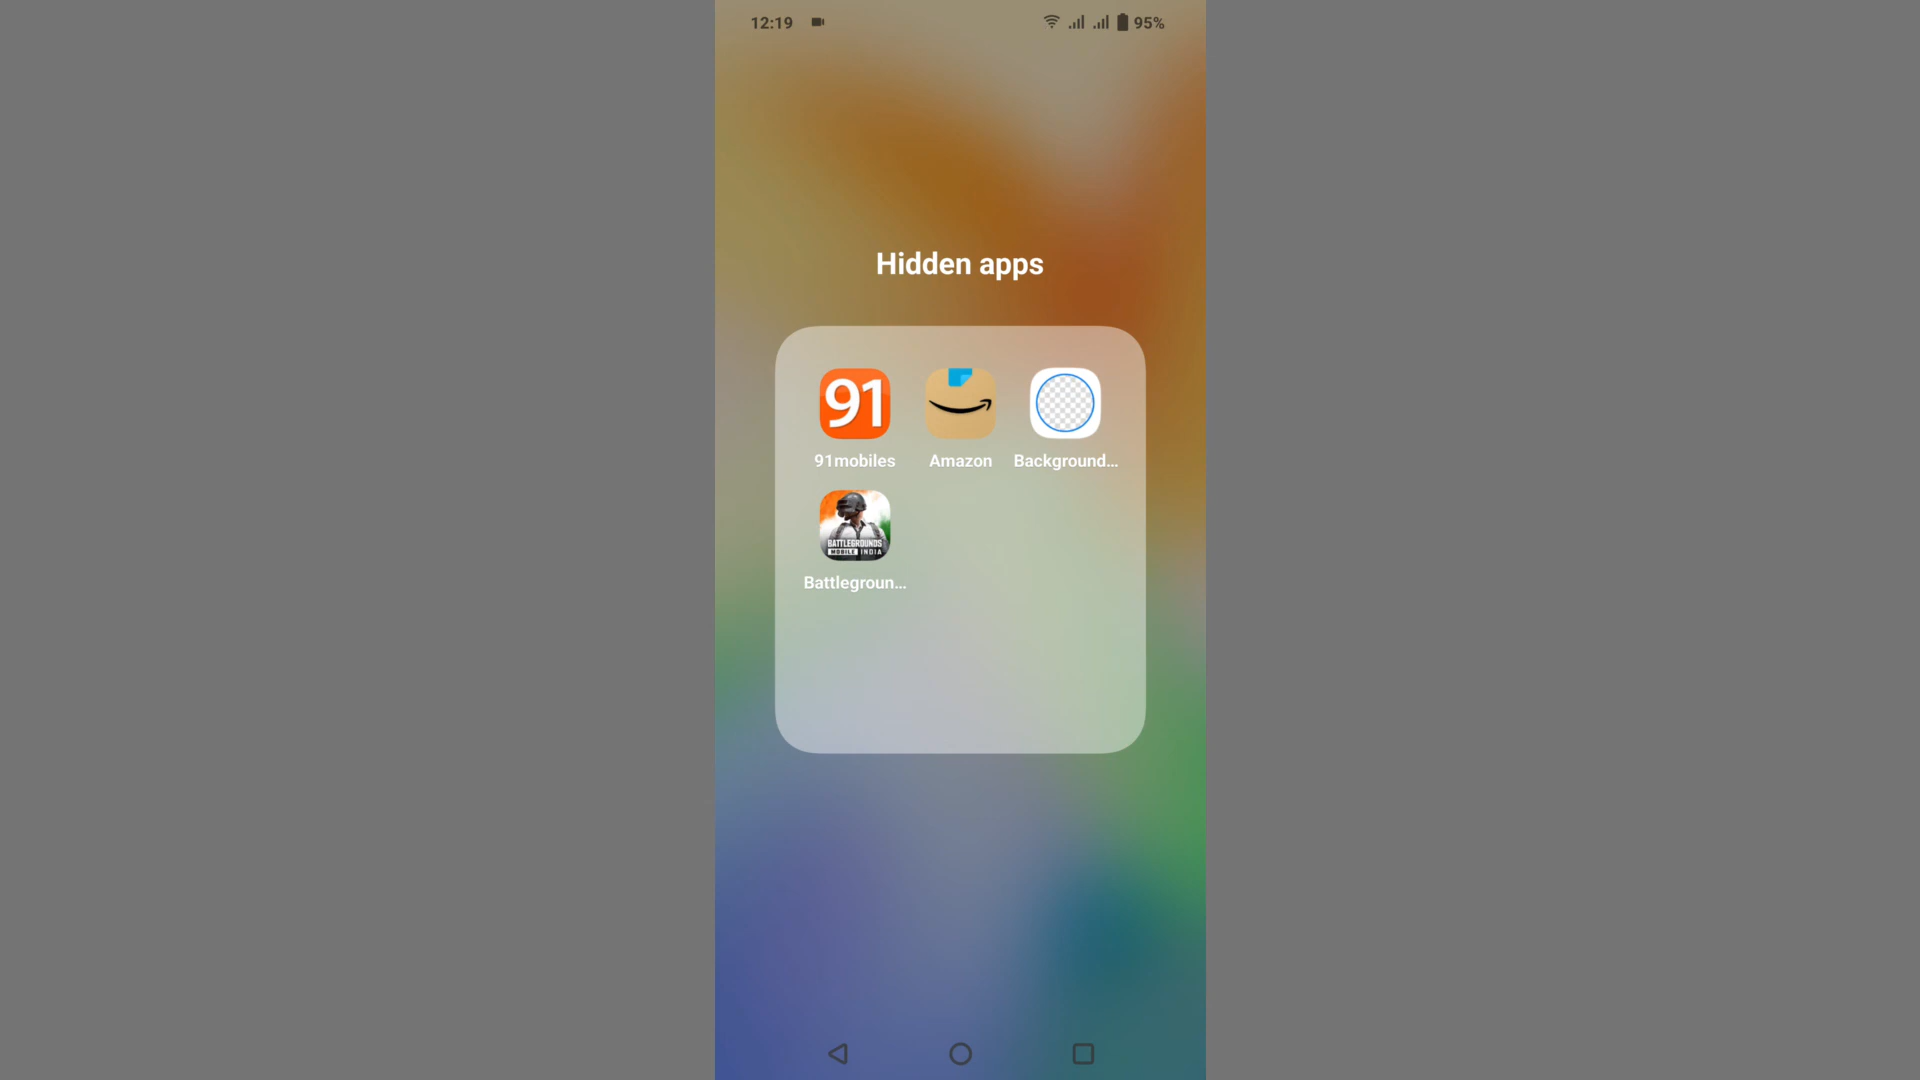 12:19 95%
Hidden apps
91
91mobiles Amazon Background...
BATTLEGROUNDS
MOBILE INDIA
Battlegroun...